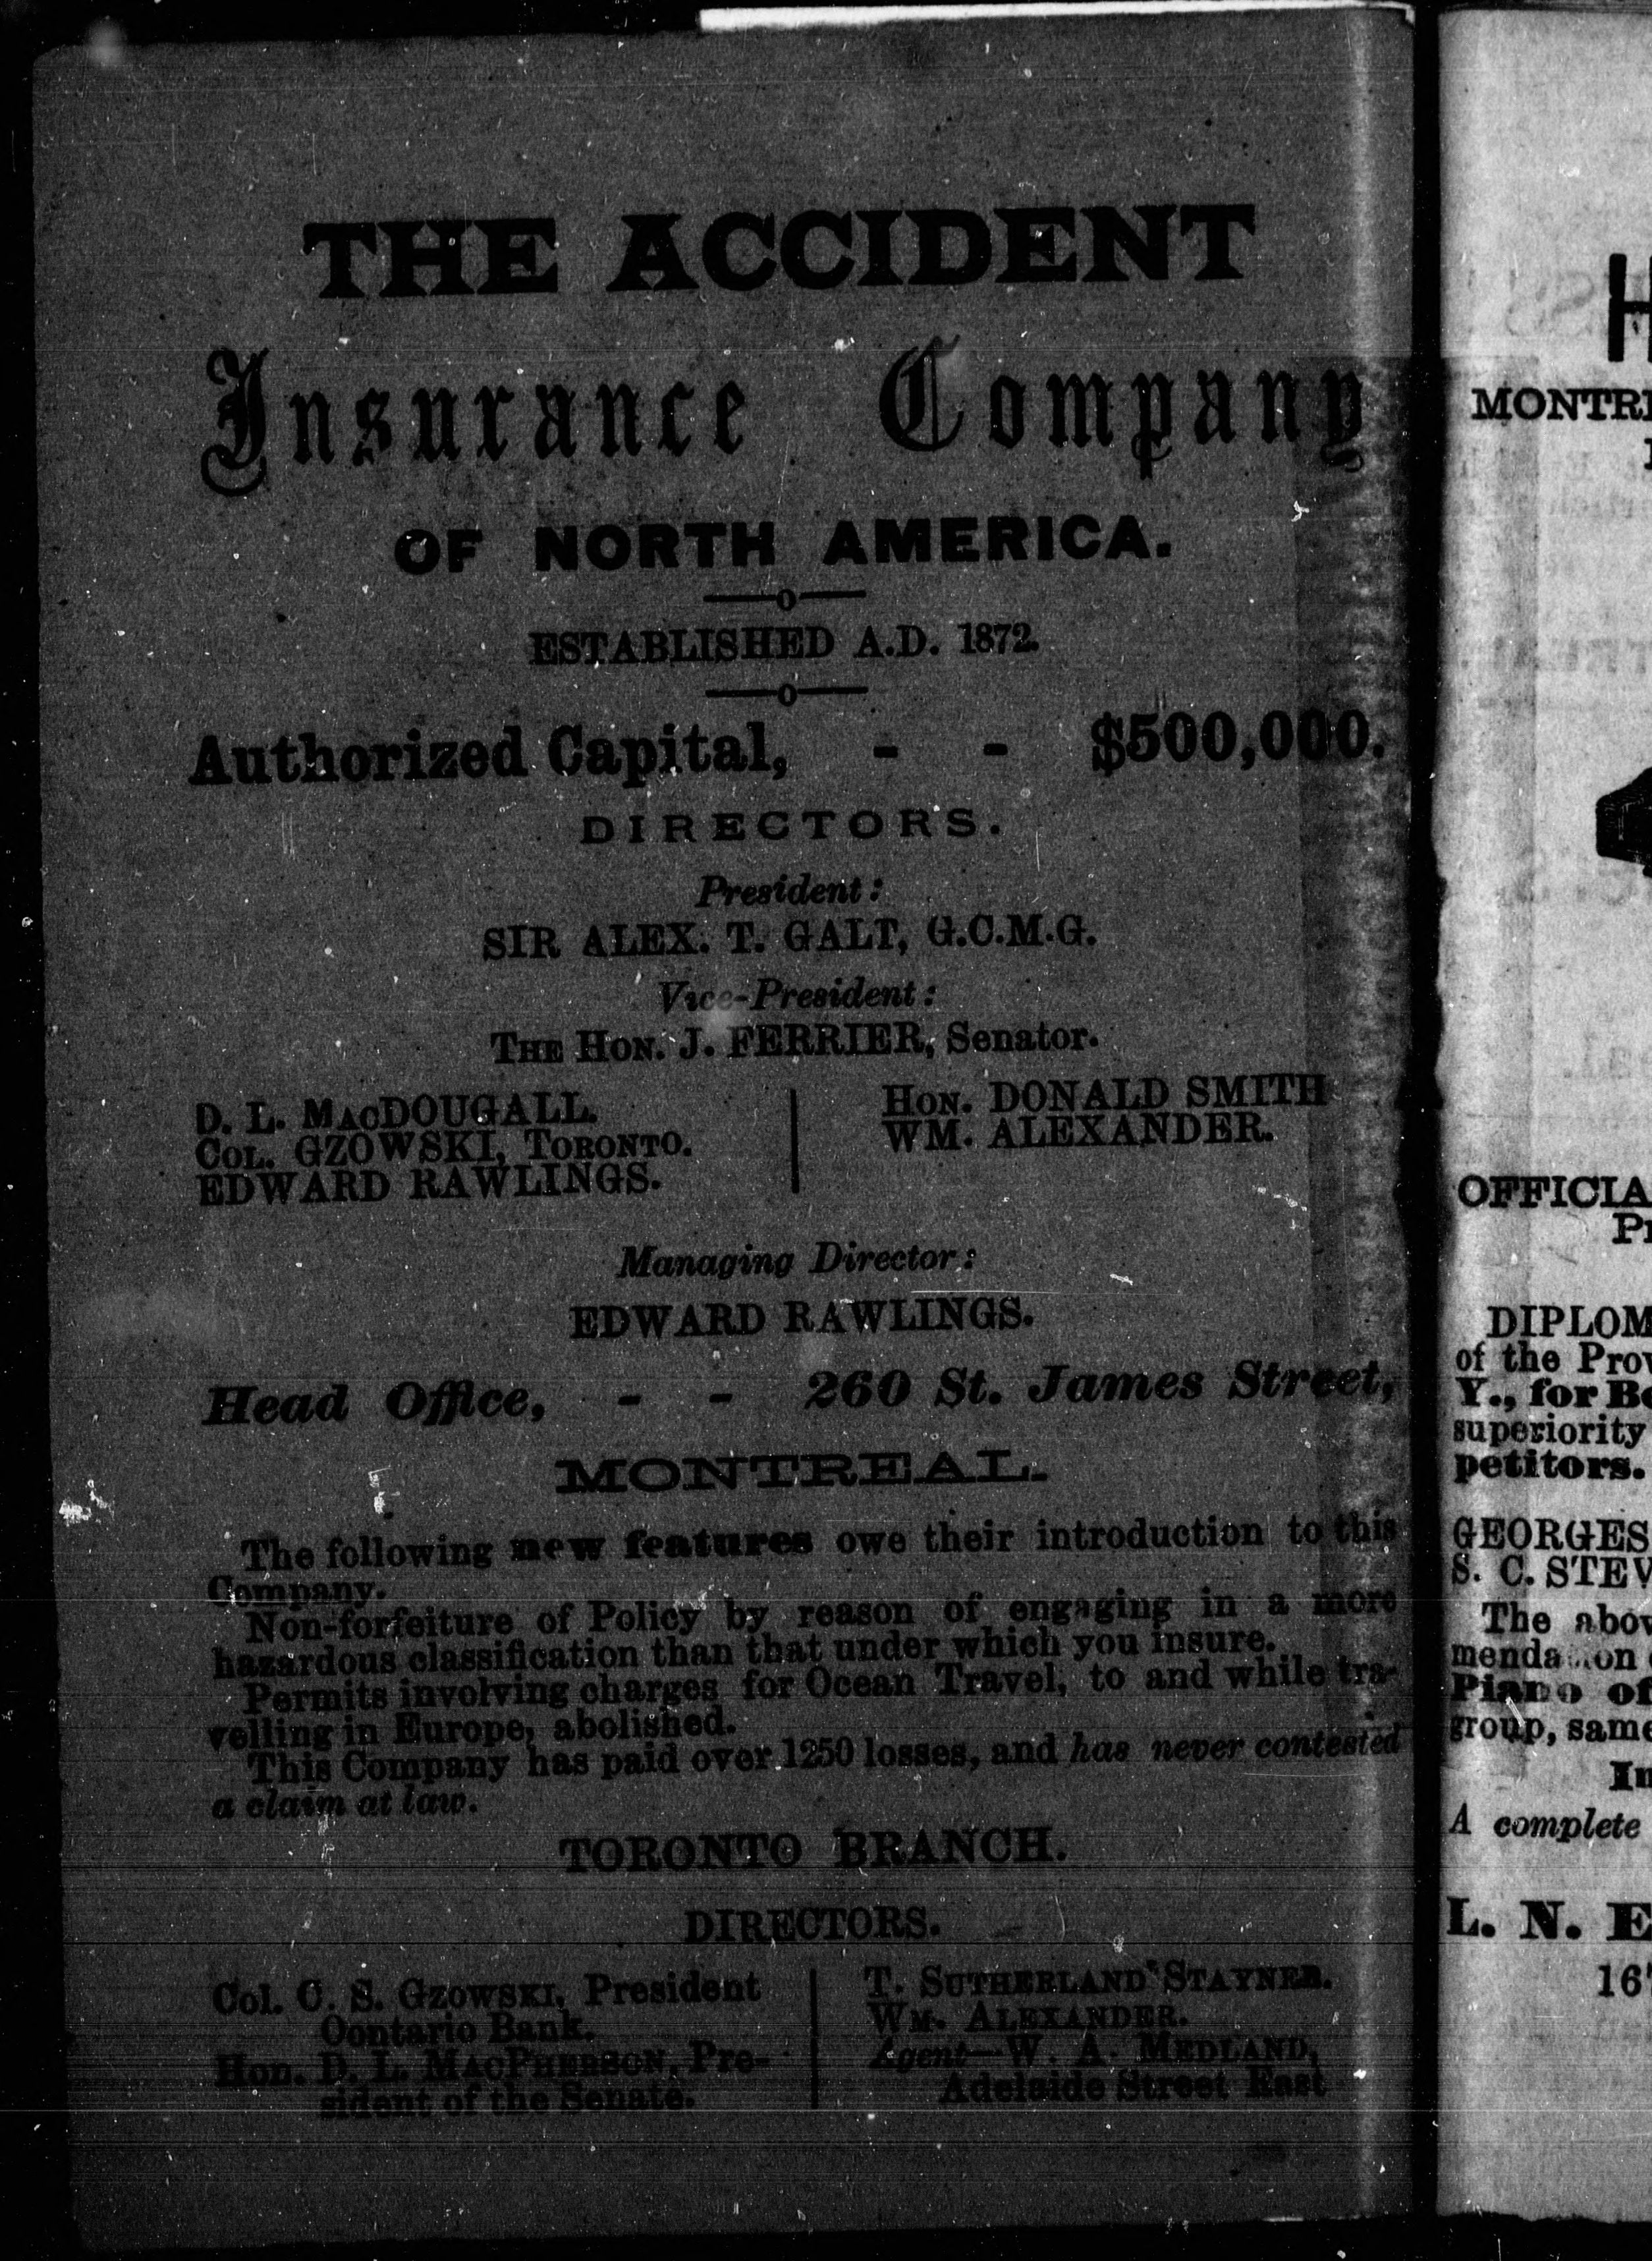 THE ACCIDENT
Insurance Company
OF NORTH AMERICA.
ESTABLISHED A.D. 1872.
Authorized Capital, - - $500,000.
DIRECTORS.
President:
SIR ALEX. T. GALT, G.C.M.G.
Vice-President:
THE HON. J. FERRIER, Senator.
D. L. MACDOUGALL.
COL. GZOWSKI, TORONTO.
EDWARD RAWLINGS.
HON. DONALD SMITH
WM. ALEXANDER.
Managing Director:
EDWARD RAWLINGS.
Head Office, - - 260 St. James Street,
MONTREAL.
The following new features owe their introduction to this
Company.
Non-forfeiture of Policy by reason of engaging in a more
hazardous classification than that under which you insure.
Permits involving charges for Ocean Travel, to and while tra-
velling in Europe, abolished.
This Company has paid over 1250 losses, and has never contested
a claim at law.
TORONTO BRANCH.
DIRECTORS.
Col. C. S. GZOWSKI, President
Oontario Bank.
Hon. D. L. MACPHERSON, Pre-
sident of the Senate.
T. SUTHERLAND STAYNER.
WM. ALEXANDER.
Agent—W. A. MEDLAND,
Adelaide Street East
H
MONTRE
OFFICIA
DIPLOM
of the Prov
Y., for Be
superiority
petitors.
GEORGES
S. C. STEV
The abov
Piano of
group, same
A complete
L. N. E
16